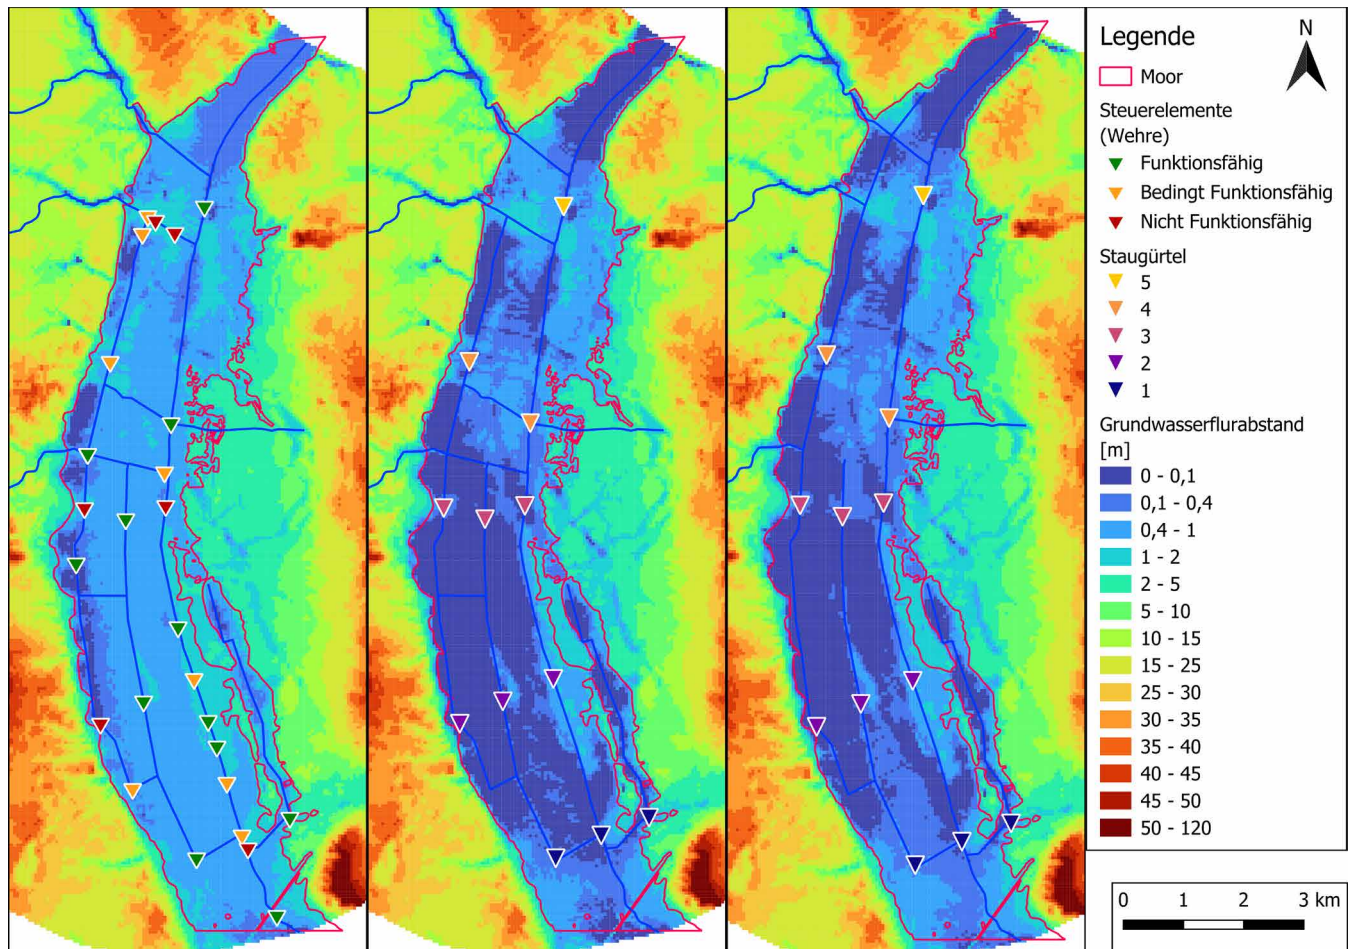 Legende
N
Moor
Steuerelemente
(Wehre)
Funktionsfähig
Bedingt Funktionsfähig
Nicht Funktionsfähig
Staugürtel
5
4
3
2
1
Grundwasserflurabstand
[m]
0 - 0,1
0,1 - 0,4
0,4 - 1
1 - 2
2 - 5
5 - 10
10 - 15
15 - 25
25 - 30
30 - 35
35 - 40
40 - 45
45 - 50
50 - 120
0 1 2 3 km